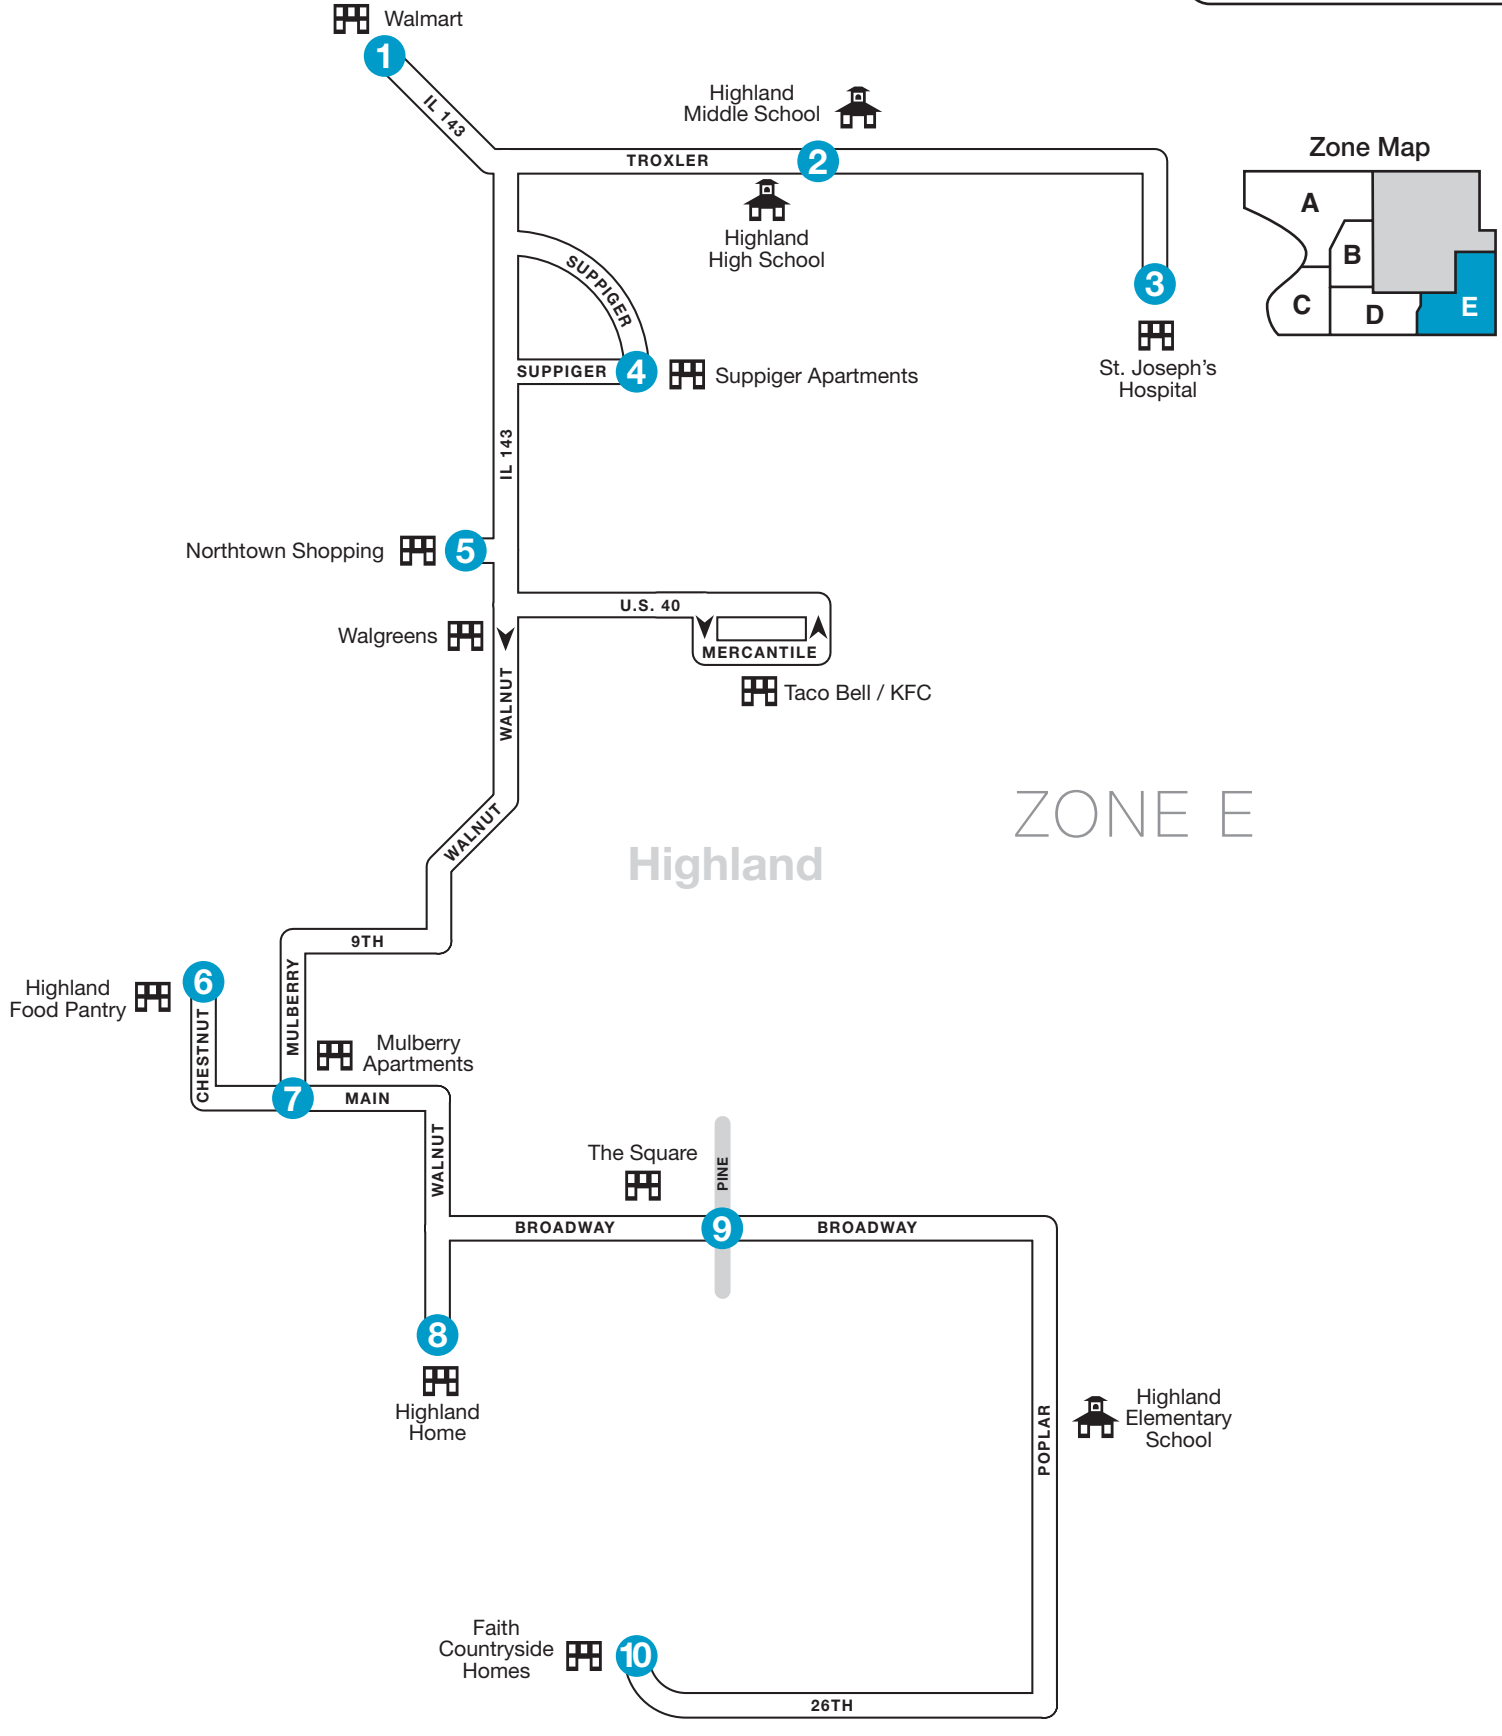 Walmart
1
IL 143
Highland
Middle School
TROXLER
2
Highland
High School
Zone Map
A
B
C
D
E
3
St. Joseph’s
Hospital
SUPPIGER
SUPPIGER
4
Suppiger Apartments
IL 143
Northtown Shopping
5
U.S. 40
Walgreens
MERCANTILE
Taco Bell / KFC
WALNUT
ZONE E
WALNUT
Highland
9TH
Highland
Food Pantry
6
MULBERRY
CHESTNUT
Mulberry
Apartments
7
MAIN
WALNUT
The Square
PINE
BROADWAY
9
BROADWAY
8
Highland
Home
POPLAR
Highland
Elementary
School
Faith
Countryside
Homes
10
26TH